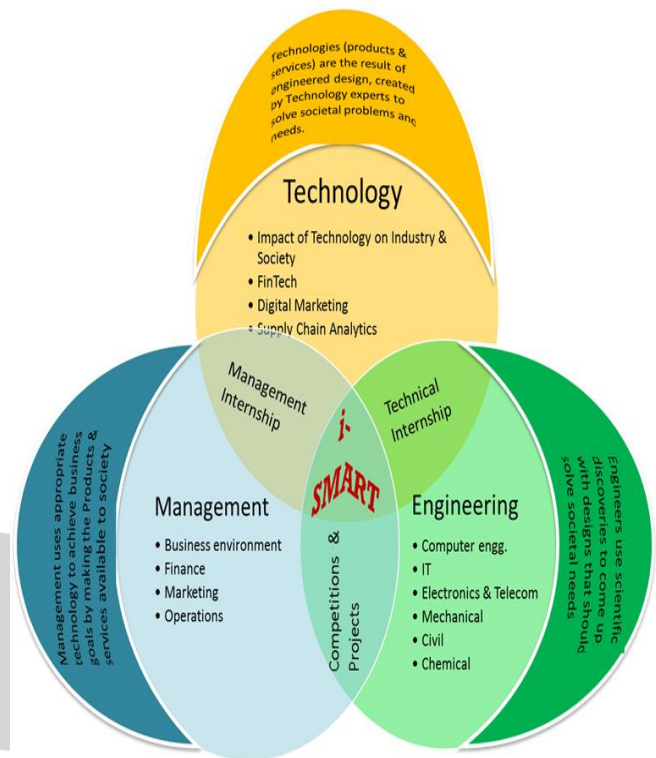 Technologies (products &
services) are the result of
engineered design, created
by Technology experts to
solve societal problems and
needs.
Technology
• Impact of Technology on Industry &
Society
• FinTech
• Digital Marketing
• Supply Chain Analytics
Management
Internship
Technical
Internship
i-
SMART
Management uses appropriate
technology to achieve business
goals by making the Products &
services available to society
Management
• Business environment
• Finance
• Marketing
• Operations
Competitions &
Projects
Engineering
• Computer engg.
• IT
• Electronics & Telecom
• Mechanical
• Civil
• Chemical
Engineers use scientific
discoveries to come up
with designs that should
solve societal needs